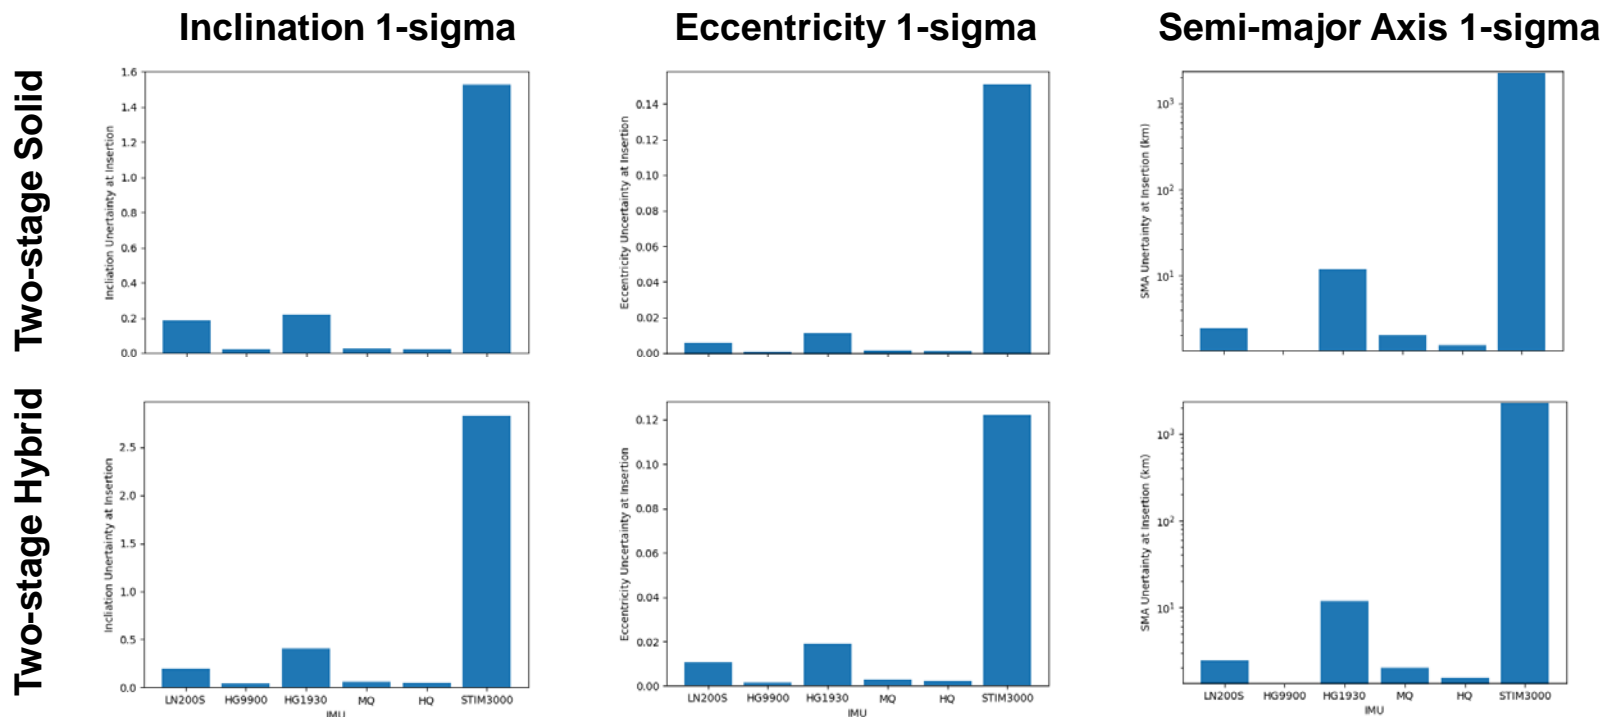 Inclination 1-sigma
Eccentricity 1-sigma
Semi-major Axis 1-sigma
Two-stage Solid
Incliation Unertainty at Insertion
1.6
1.4
1.2
1.0
0.8
0.6
0.4
0.2
0.0
Eccentricity Uncertainty at Insertion
0.14
0.12
0.10
0.08
0.06
0.04
0.02
0.00
SMA Unertainty at Insertion (km)
10³
10²
10¹
Two-stage Hybrid
Incliation Unertainty at Insertion
2.5
2.0
1.5
1.0
0.5
0.0
LN200S HG9900 HG1930 MQ HQ STIM3000
IMU
Eccentricity Uncertainty at Insertion
0.12
0.10
0.08
0.06
0.04
0.02
0.00
LN200S HG9900 HG1930 MQ HQ STIM3000
IMU
SMA Unertainty at Insertion (km)
10³
10²
10¹
LN200S HG9900 HG1930 MQ HQ STIM3000
IMU